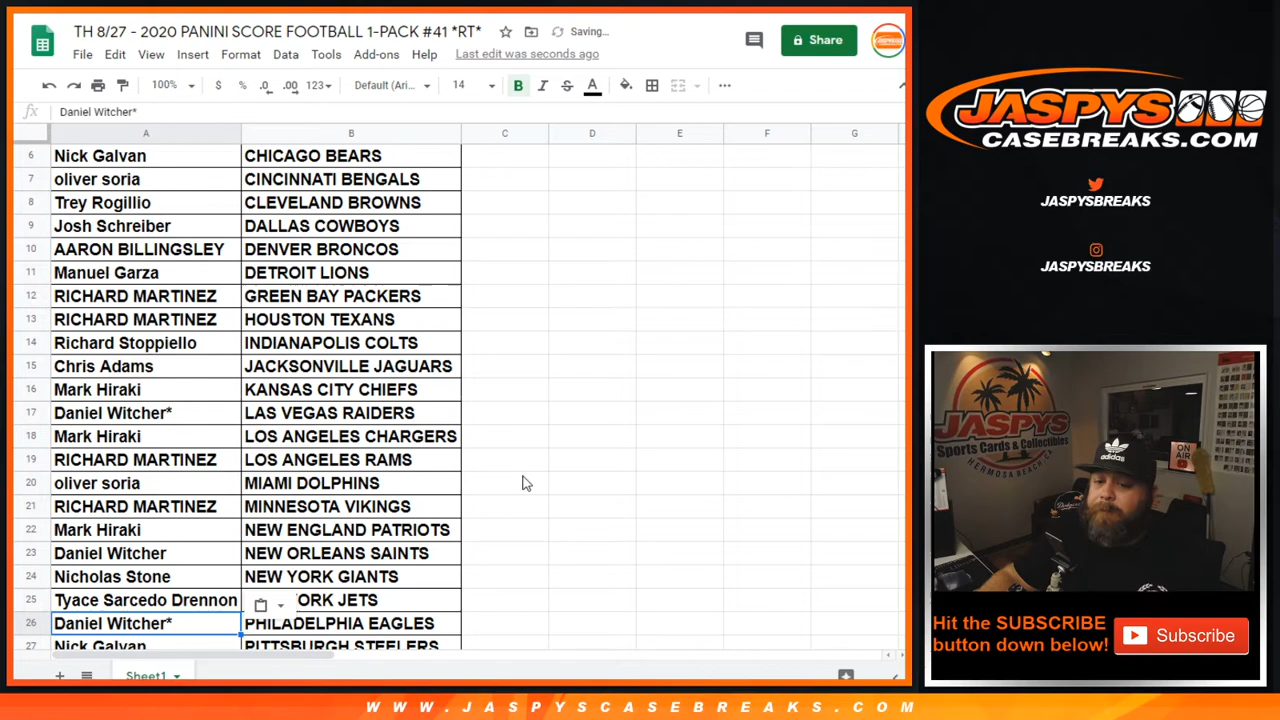 TH 8/27 - 2020 PANINI SCORE FOOTBALL 1-PACK #41 *RT* Saving...
File Edit View Insert Format Data Tools Add-ons Help Last edit was seconds ago
Share
100% $ % .0 .00 123 Default (Ari... 14 B I S A
fx Daniel Witcher*
A B C D E F G
6 Nick Galvan CHICAGO BEARS
7 oliver soria CINCINNATI BENGALS
8 Trey Rogillio CLEVELAND BROWNS
9 Josh Schreiber DALLAS COWBOYS
10 AARON BILLINGSLEY DENVER BRONCOS
11 Manuel Garza DETROIT LIONS
12 RICHARD MARTINEZ GREEN BAY PACKERS
13 RICHARD MARTINEZ HOUSTON TEXANS
14 Richard Stoppiello INDIANAPOLIS COLTS
15 Chris Adams JACKSONVILLE JAGUARS
16 Mark Hiraki KANSAS CITY CHIEFS
17 Daniel Witcher* LAS VEGAS RAIDERS
18 Mark Hiraki LOS ANGELES CHARGERS
19 RICHARD MARTINEZ LOS ANGELES RAMS
20 oliver soria MIAMI DOLPHINS
21 RICHARD MARTINEZ MINNESOTA VIKINGS
22 Mark Hiraki NEW ENGLAND PATRIOTS
23 Daniel Witcher NEW ORLEANS SAINTS
24 Nicholas Stone NEW YORK GIANTS
25 Tyace Sarcedo Drennon ORK JETS
26 Daniel Witcher* PHILADELPHIA EAGLES
27 Nick Galvan PITTSBURGH STEELERS
Sheet1
JASPYS
CASEBREAKS.COM
JASPYSBREAKS
JASPYSBREAKS
JASPYS
Sports Cards & Collectibles
HERMOSA BEACH, CA
ON
AIR
adidas
Dodgers
Hit the SUBSCRIBE
button down below!
Subscribe
WWW.JASPYSCASEBREAKS.COM